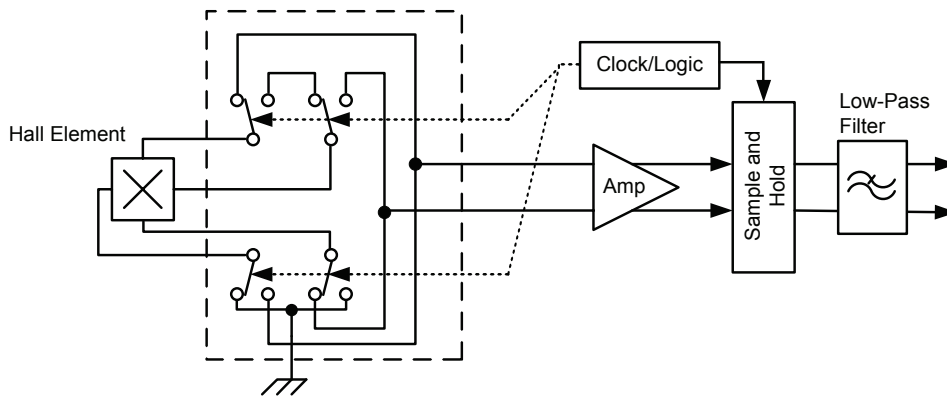 Clock/Logic
Low-Pass
Filter
Hall Element
Amp
Sample and
Hold